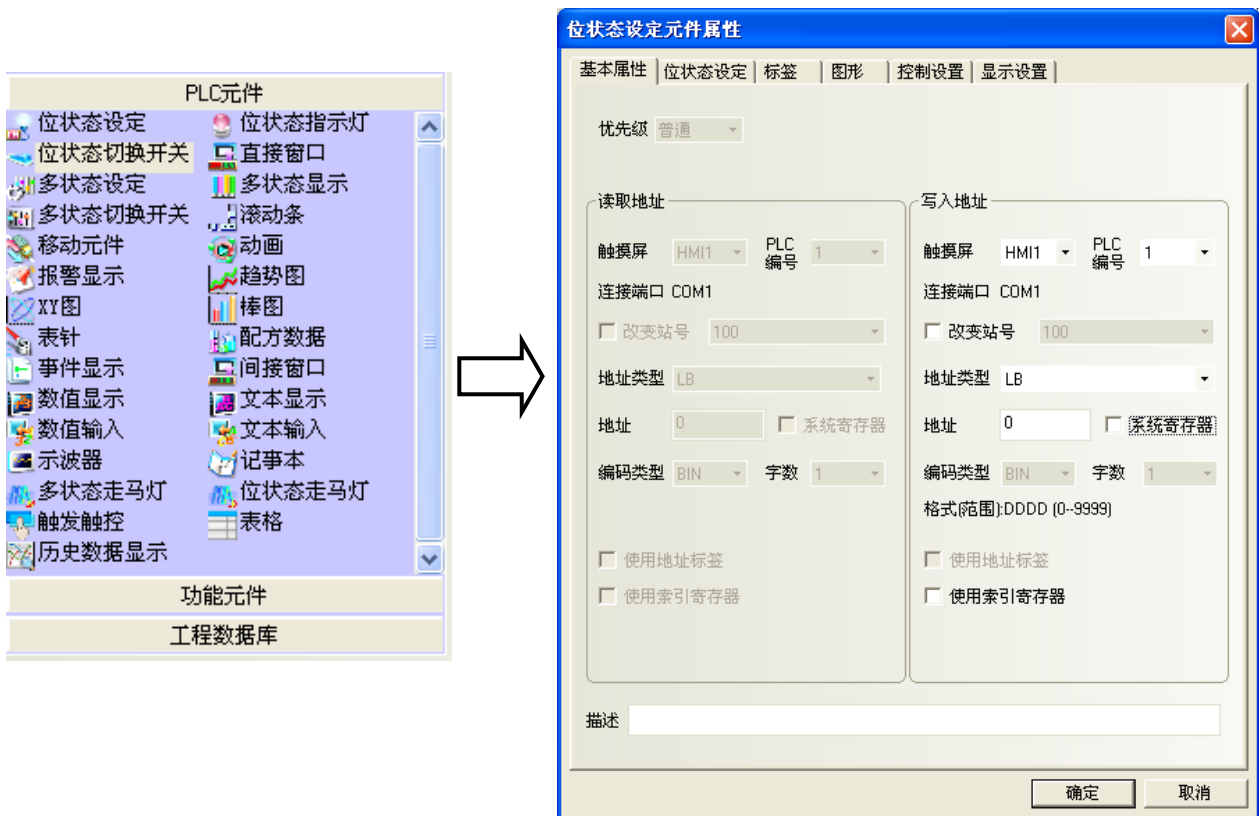 PLC元件
位状态设定 位状态指示灯
位状态切换开关 直接窗口
多状态设定 多状态显示
多状态切换开关 滚动条
移动元件 动画
报警显示 趋势图
XY图 棒图
表针 配方数据
事件显示 间接窗口
数值显示 文本显示
数值输入 文本输入
示波器 记事本
多状态走马灯 位状态走马灯
触发触控 表格
历史数据显示
功能元件
工程数据库
位状态设定元件属性
基本属性 位状态设定 标签 图形 控制设置 显示设置
优先级 普通
读取地址
触摸屏 HMI1 PLC编号 1
连接端口 COM1
改变站号 100
地址类型 LB
地址 0 系统寄存器
编码类型 BIN 字数 1
使用地址标签
使用索引寄存器
写入地址
触摸屏 HMI1 PLC编号 1
连接端口 COM1
改变站号 100
地址类型 LB
地址 0 系统寄存器
编码类型 BIN 字数 1
格式(范围):DDDD (0--9999)
使用地址标签
使用索引寄存器
描述
确定 取消